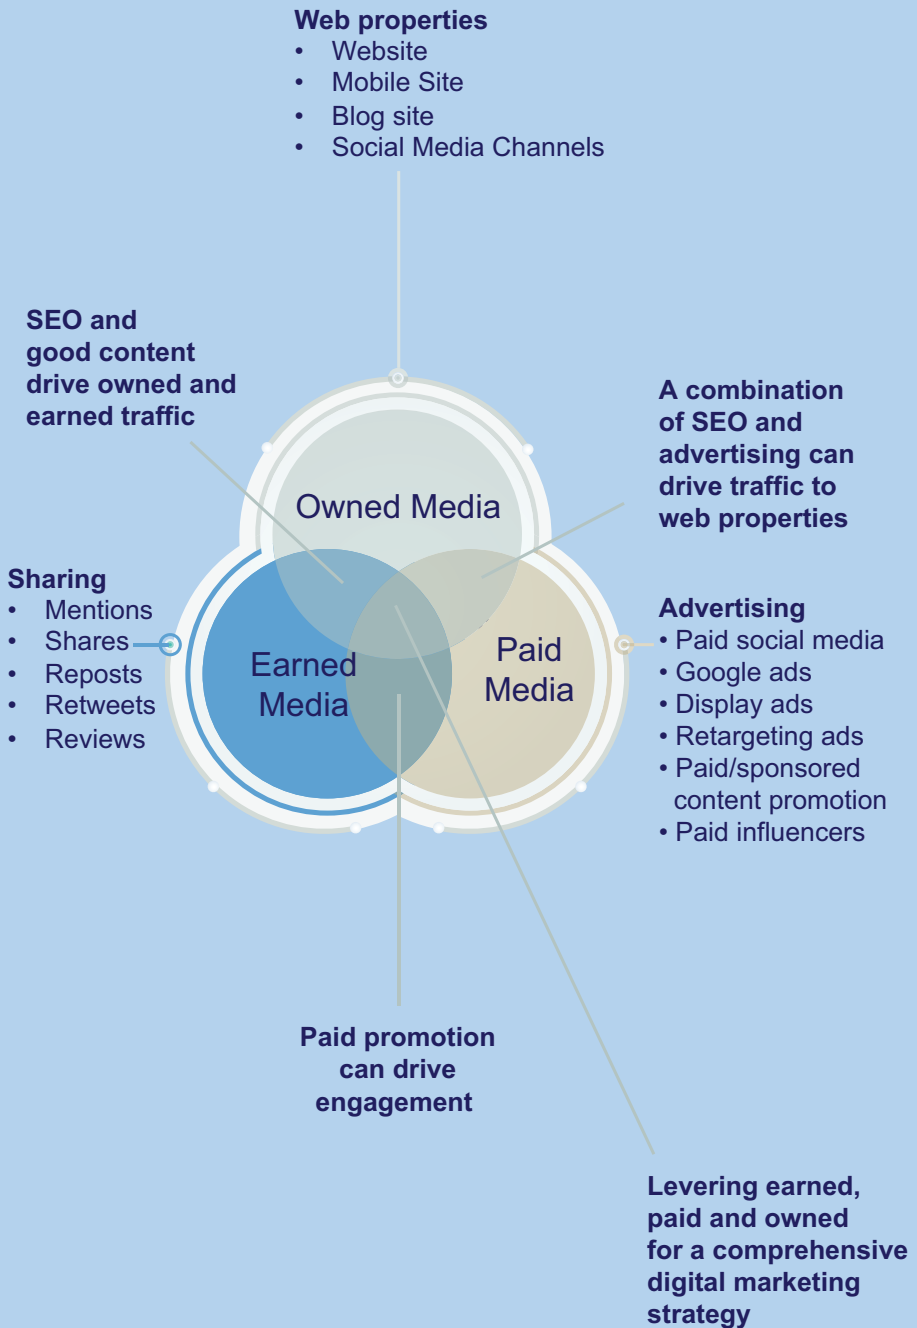 Web properties
• Website
• Mobile Site
• Blog site
• Social Media Channels
SEO and
good content
drive owned and
earned traffic
A combination
of SEO and
advertising can
drive traffic to
web properties
Owned Media
Sharing
• Mentions
• Shares
• Reposts
• Retweets
• Reviews
Earned
Media
Paid
Media
Advertising
• Paid social media
• Google ads
• Display ads
• Retargeting ads
• Paid/sponsored
content promotion
• Paid influencers
Paid promotion
can drive
engagement
Levering earned,
paid and owned
for a comprehensive
digital marketing
strategy